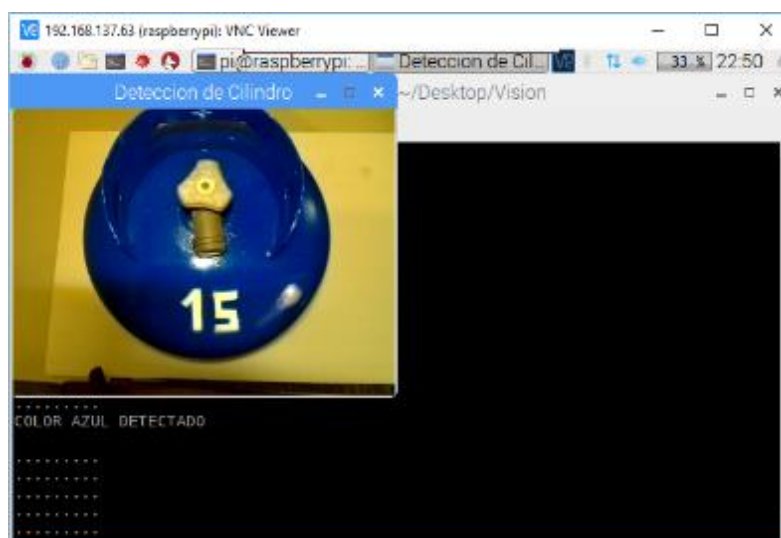 192.168.137.63 (raspberrypi): VNC Viewer
pi@raspberrypi: ... Deteccion de Cil... 33 % 22:50
Deteccion de Cilindro ~/Desktop/Vision
15
.........
COLOR AZUL DETECTADO
.........
.........
.........
.........